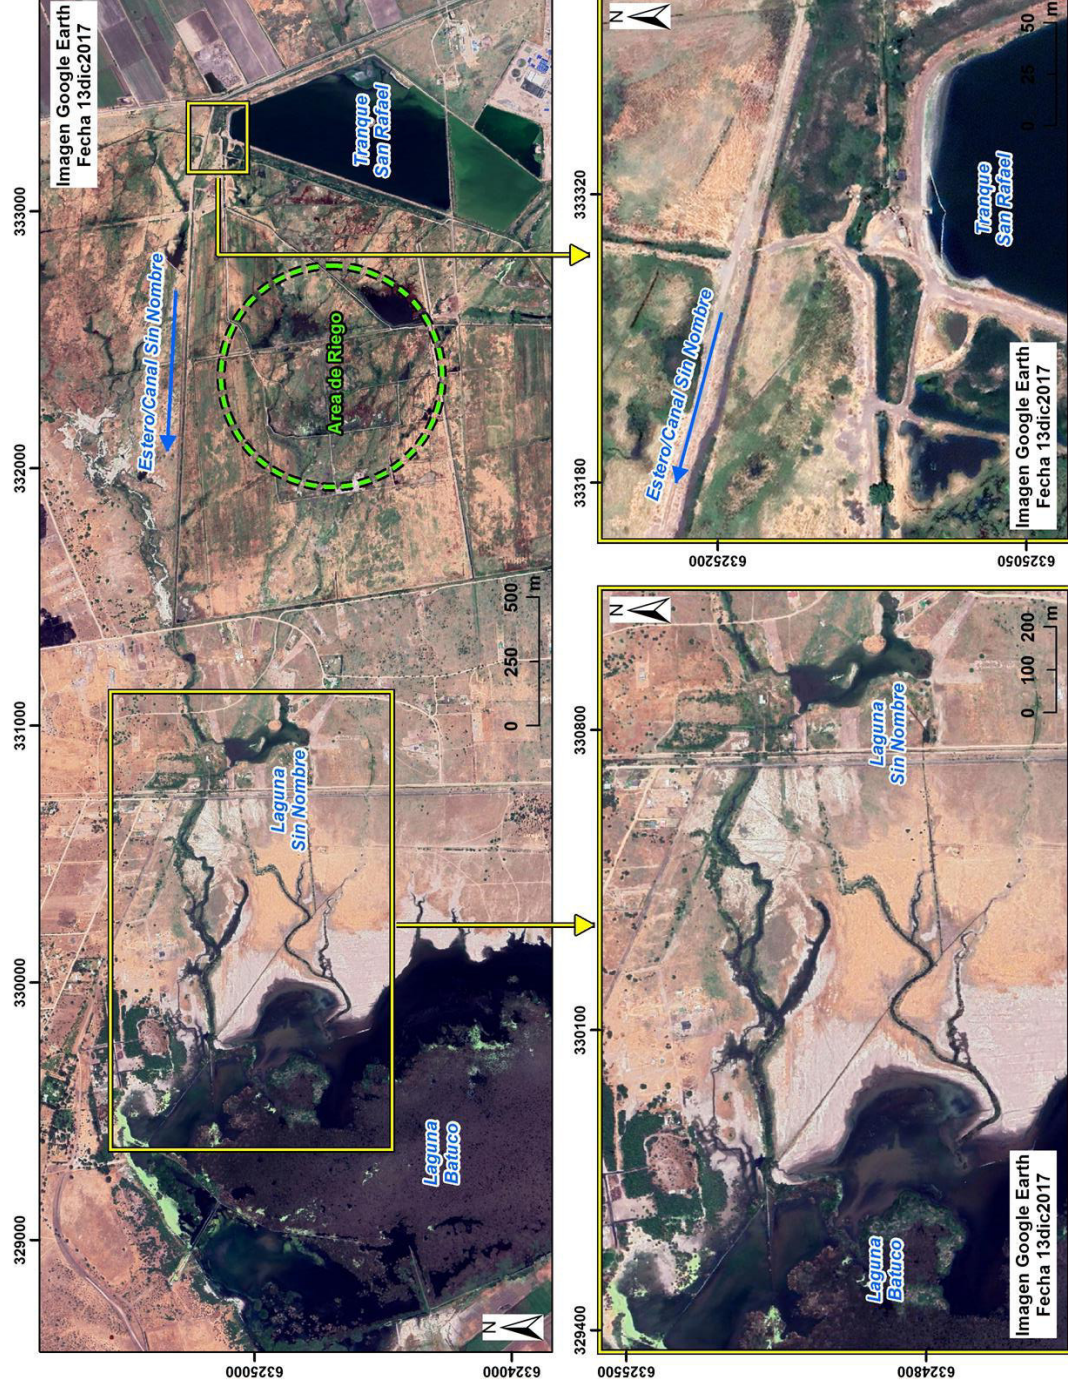 Imagen Google Earth
Fecha 13dic2017
329000
330000
331000
332000
333000
6325000
6324000
Estero/Canal Sin Nombre
Área de Riego
Tranque
San Rafael
Laguna
Sin Nombre
Laguna
Batuco
N
0
250
500
m
329400
330100
330800
6325500
6324800
Laguna
Sin Nombre
Laguna
Batuco
N
0
100
200
m
Imagen Google Earth
Fecha 13dic2017
333180
333320
6325200
6325050
Estero/Canal Sin Nombre
Tranque
San Rafael
N
0
25
50
m
Imagen Google Earth
Fecha 13dic2017